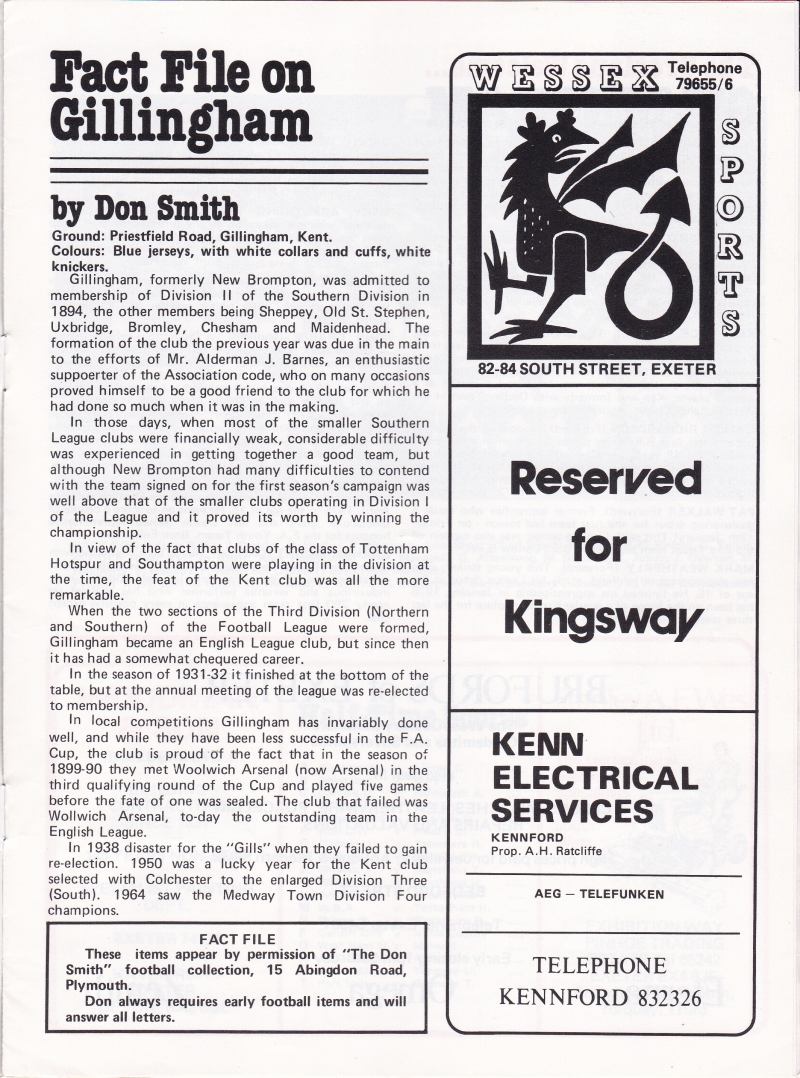 Fact File on
Gillingham
by Don Smith
Ground: Priestfield Road, Gillingham, Kent.
Colours: Blue jerseys, with white collars and cuffs, white
knickers.
Gillingham, formerly New Brompton, was admitted to
membership of Division II of the Southern Division in
1894, the other members being Sheppey, Old St. Stephen,
Uxbridge, Bromley, Chesham and Maidenhead. The
formation of the club the previous year was due in the main
to the efforts of Mr. Alderman J. Barnes, an enthusiastic
suppoerter of the Association code, who on many occasions
proved himself to be a good friend to the club for which he
had done so much when it was in the making.
In those days, when most of the smaller Southern
League clubs were financially weak, considerable difficulty
was experienced in getting together a good team, but
although New Brompton had many difficulties to contend
with the team signed on for the first season's campaign was
well above that of the smaller clubs operating in Division I
of the League and it proved its worth by winning the
championship.
In view of the fact that clubs of the class of Tottenham
Hotspur and Southampton were playing in the division at
the time, the feat of the Kent club was all the more
remarkable.
When the two sections of the Third Division (Northern
and Southern) of the Football League were formed,
Gillingham became an English League club, but since then
it has had a somewhat chequered career.
In the season of 1931-32 it finished at the bottom of the
table, but at the annual meeting of the league was re-elected
to membership.
In local competitions Gillingham has invariably done
well, and while they have been less successful in the F.A.
Cup, the club is proud of the fact that in the season of
1899-90 they met Woolwich Arsenal (now Arsenal) in the
third qualifying round of the Cup and played five games
before the fate of one was sealed. The club that failed was
Wollwich Arsenal, to-day the outstanding team in the
English League.
In 1938 disaster for the "Gills" when they failed to gain
re-election. 1950 was a lucky year for the Kent club
selected with Colchester to the enlarged Division Three
(South). 1964 saw the Medway Town Division Four
champions.
FACT FILE
These items appear by permission of "The Don
Smith" football collection, 15 Abingdon Road,
Plymouth.
Don always requires early football items and will
answer all letters.
WESSEX
Telephone
79655/6
SPORTS
82-84 SOUTH STREET, EXETER
Reserved
for
Kingsway
KENN
ELECTRICAL
SERVICES
KENNFORD
Prop. A.H. Ratcliffe
AEG – TELEFUNKEN
TELEPHONE
KENNFORD 832326